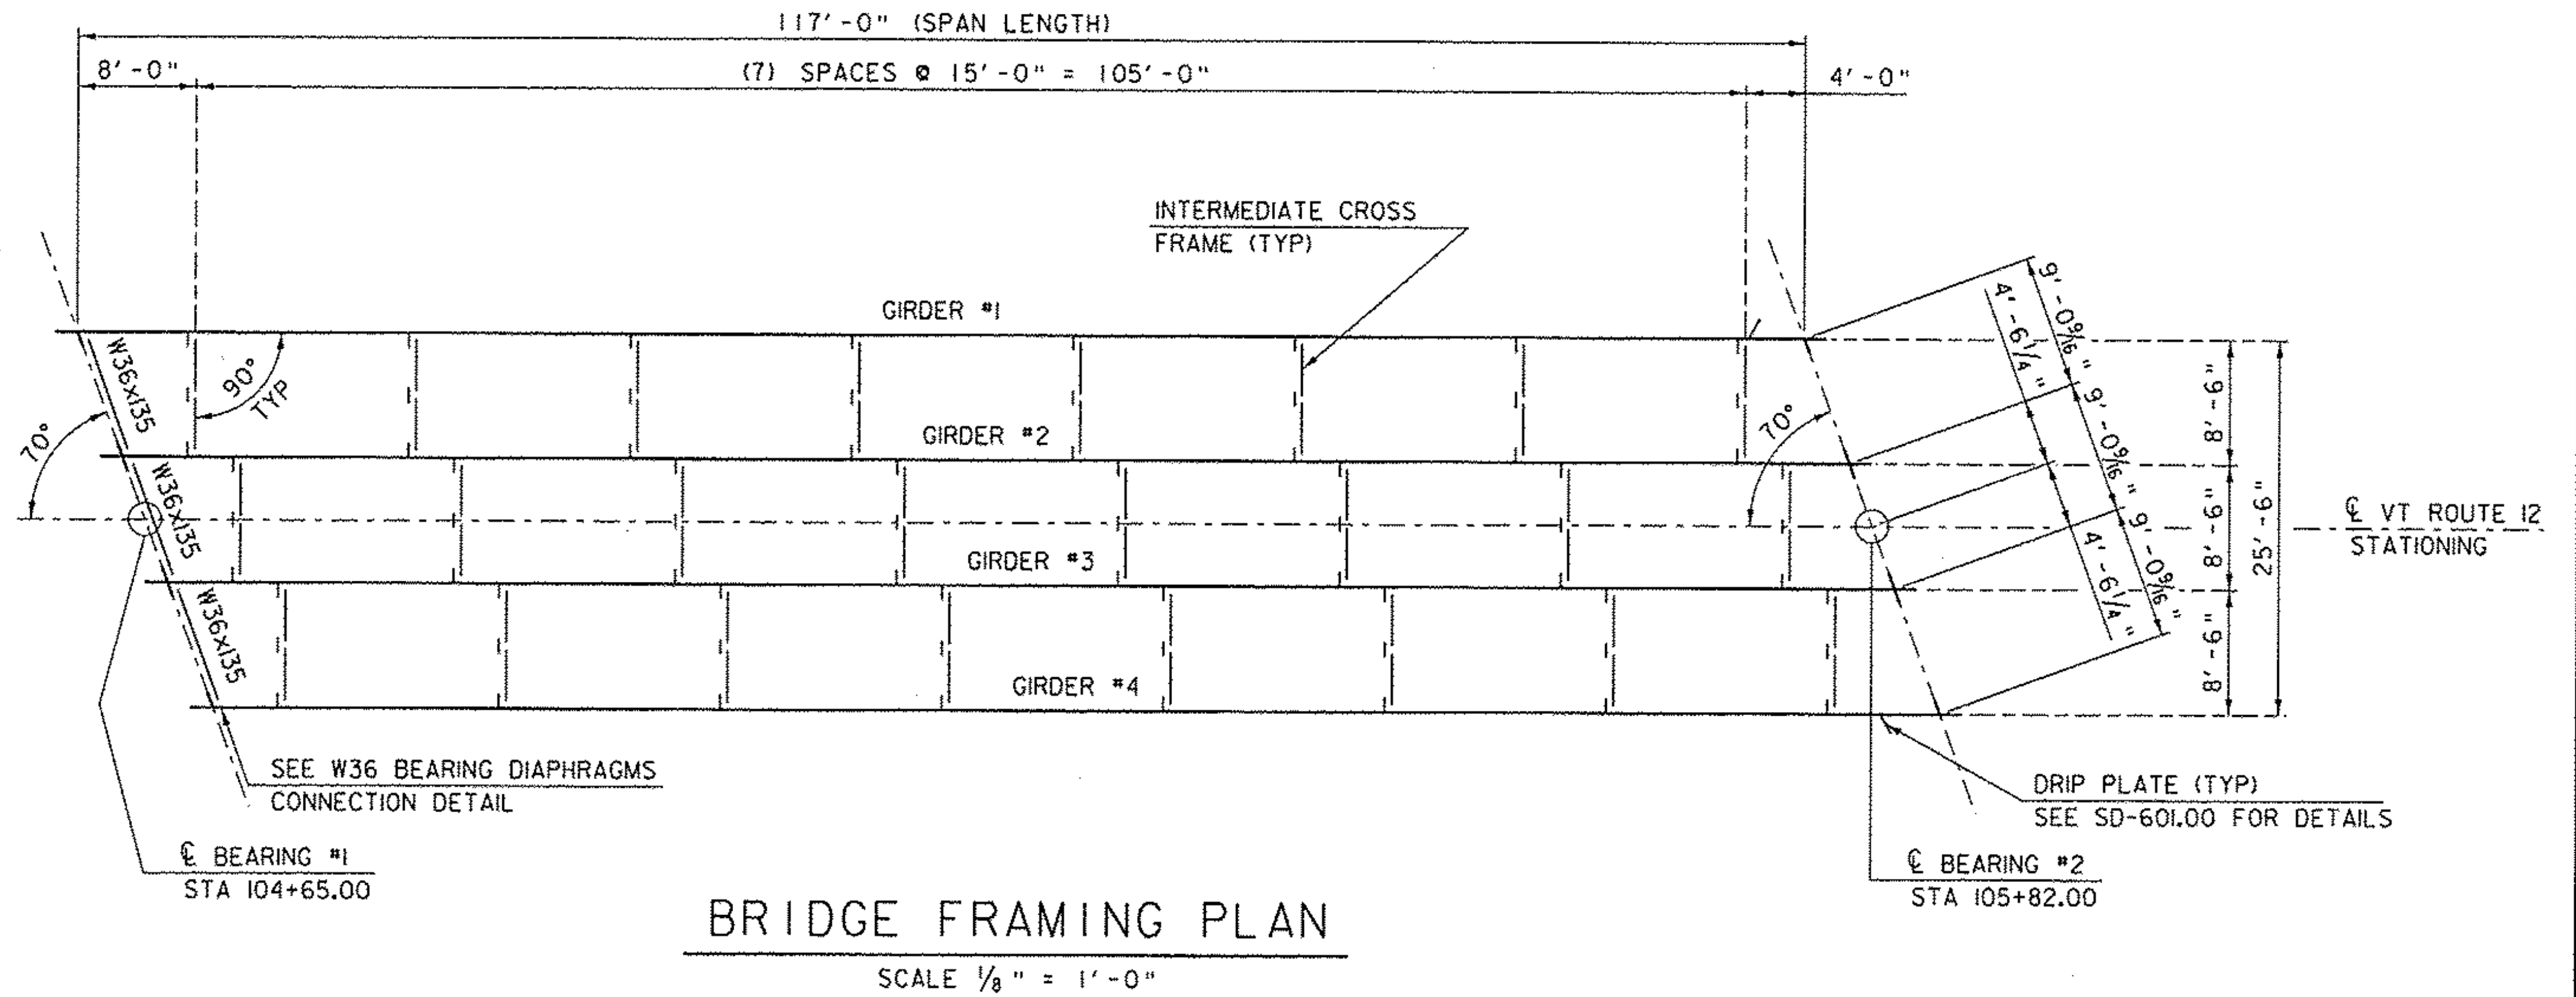 117'-0" (SPAN LENGTH)
8'-0"
(7) SPACES @ 15'-0" = 105'-0"
4'-0"
INTERMEDIATE CROSS
FRAME (TYP)
GIRDER #1
W36x135
90°
TYP
70°
GIRDER #2
W36x135
GIRDER #3
W36x135
GIRDER #4
70°
9'-0 9/16"
4'-6 1/4"
9'-0 9/16"
4'-6 1/4"
9'-0 9/16"
8'-6"
8'-6"
8'-6"
25'-6"
℄ VT ROUTE 12
STATIONING
SEE W36 BEARING DIAPHRAGMS
CONNECTION DETAIL
℄ BEARING #1
STA 104+65.00
DRIP PLATE (TYP)
SEE SD-601.00 FOR DETAILS
℄ BEARING #2
STA 105+82.00
BRIDGE FRAMING PLAN
SCALE 1/8" = 1'-0"